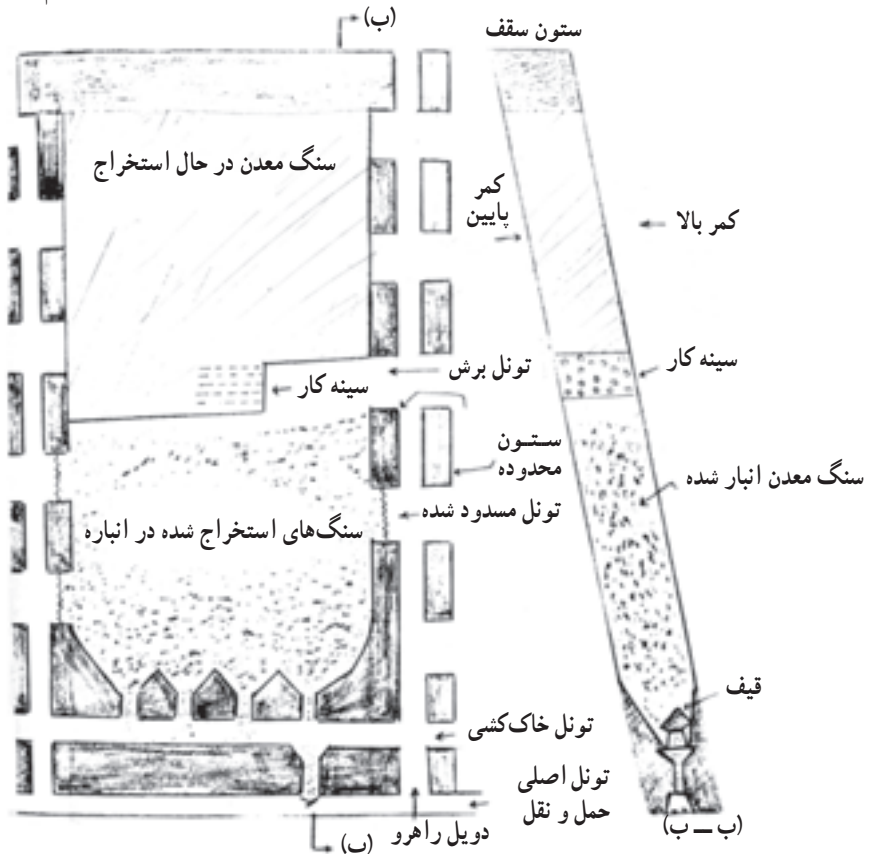 (ب)
ستون سقف
سنگ معدن در حال استخراج
کمر
پایین
کمر بالا
تونل برش
سینه کار
سینه کار
ستون
محدوده
سنگ معدن انبار شده
تونل مسدود شده
سنگ‌های استخراج شده در انباره
قیف
تونل خاک‌کشی
تونل اصلی
حمل و نقل
دویل راهرو
(ب)
(ب – ب)